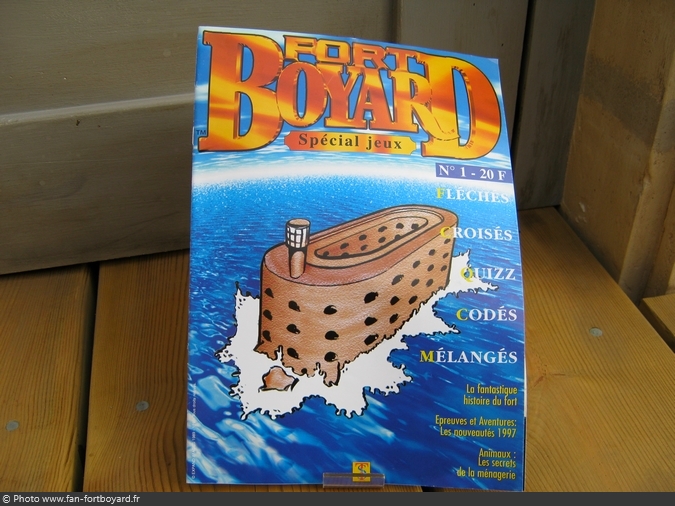 FORT
BOYARD
TM
Spécial jeux
N° 1 - 20 F
FLÉCHÉS
CROISÉS
QUIZZ
CODÉS
MÉLANGÉS
La fantastique
histoire du fort
Epreuves et Aventures:
Les nouveautés 1997
Animaux :
Les secrets
de la ménagerie
© Photo www.fan-fortboyard.fr